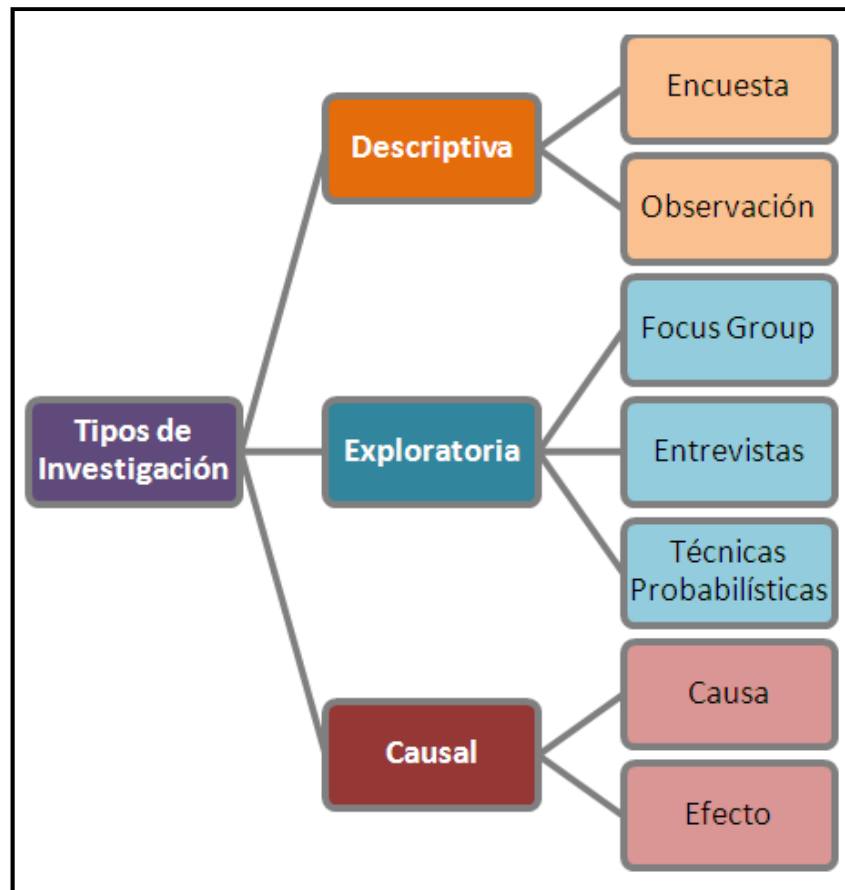 Tipos de
Investigación
Descriptiva
Encuesta
Observación
Exploratoria
Focus Group
Entrevistas
Técnicas
Probabilísticas
Causal
Causa
Efecto